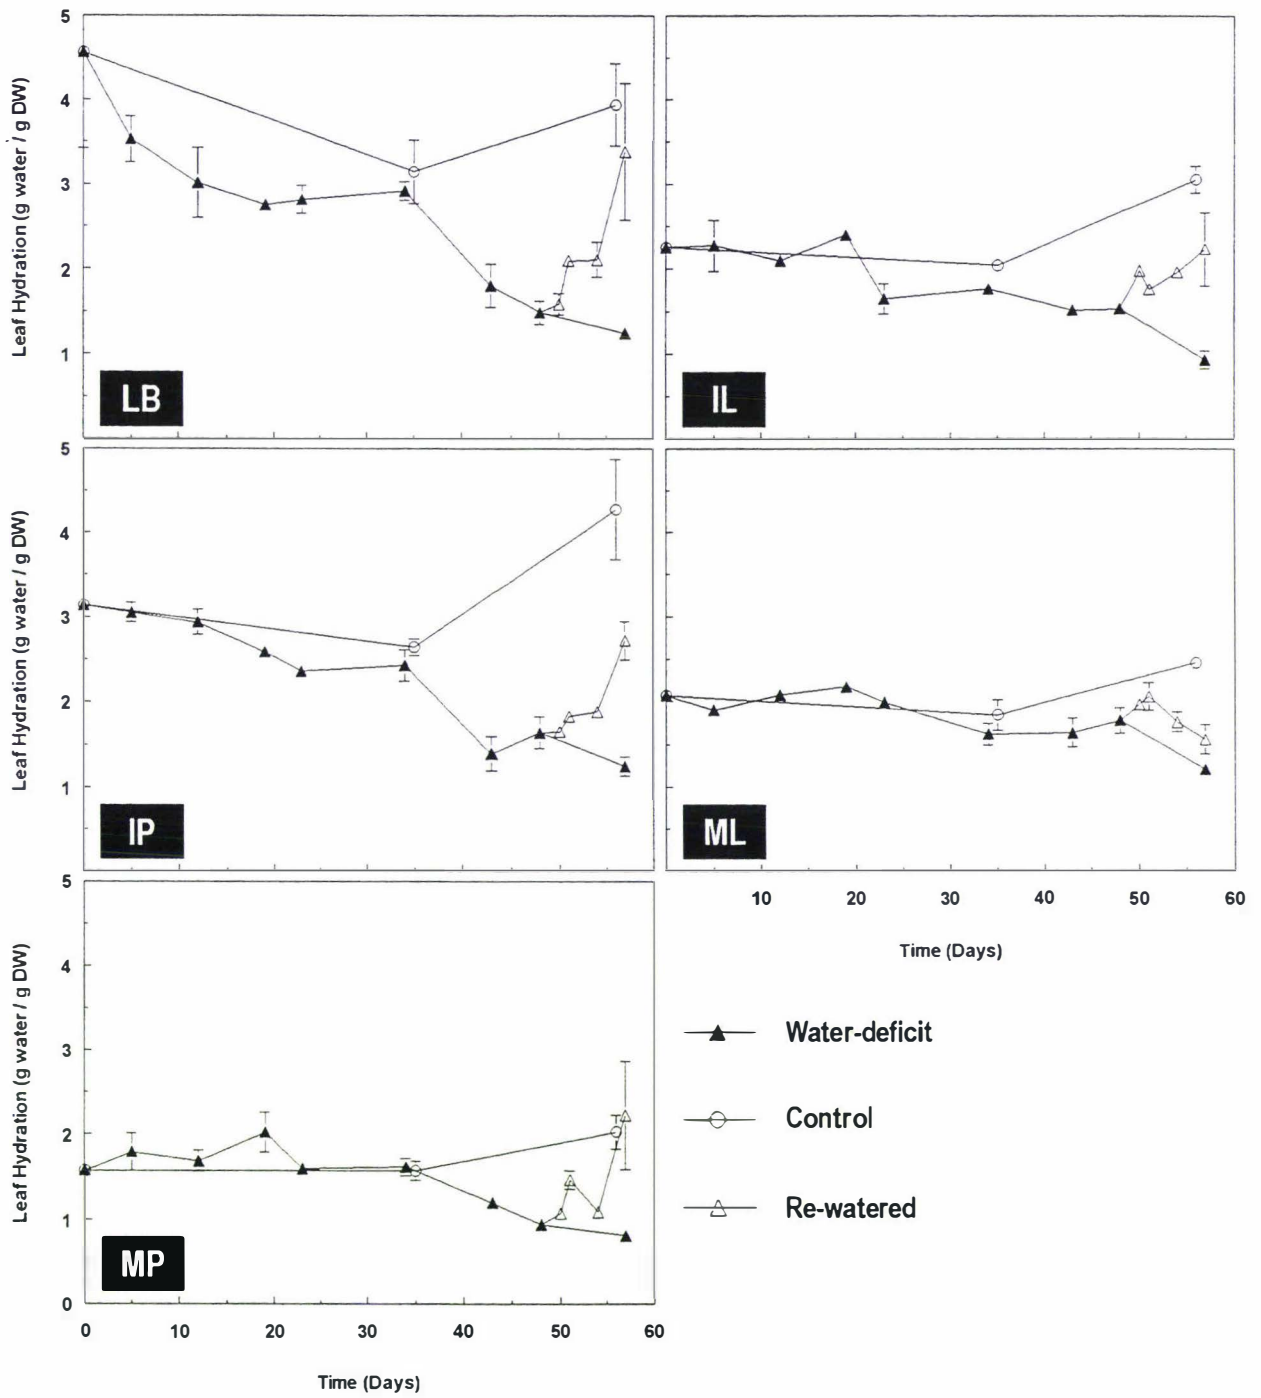 5
4
3
2
1
Leaf Hydration (g water / g DW)
LB
IL
5
4
3
2
1
Leaf Hydration (g water / g DW)
IP
ML
10 20 30 40 50 60
Time (Days)
5
4
3
2
1
0
Leaf Hydration (g water / g DW)
MP
0 10 20 30 40 50 60
Time (Days)
Water-deficit
Control
Re-watered